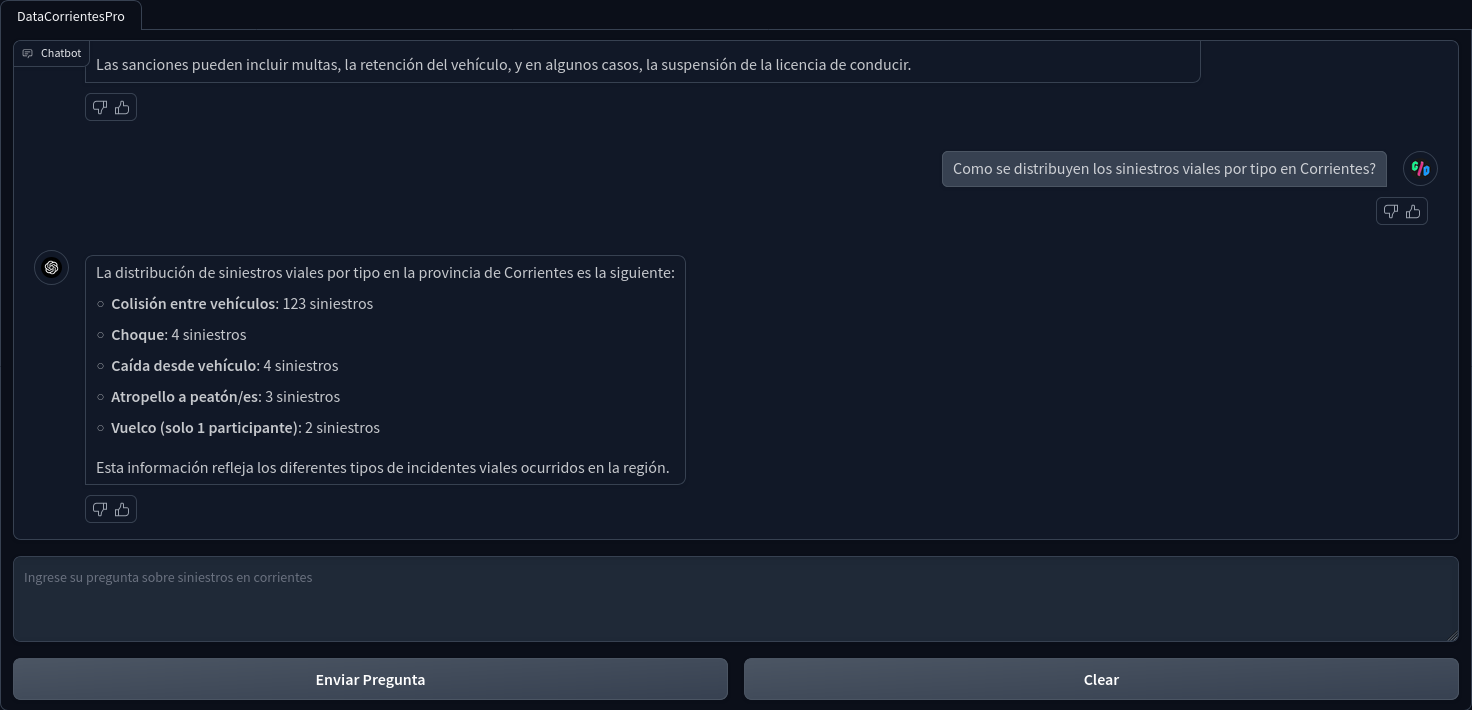 DataCorrientesPro
Chatbot
Las sanciones pueden incluir multas, la retención del vehículo, y en algunos casos, la suspensión de la licencia de conducir.
Como se distribuyen los siniestros viales por tipo en Corrientes?
La distribución de siniestros viales por tipo en la provincia de Corrientes es la siguiente:
○ Colisión entre vehículos: 123 siniestros
○ Choque: 4 siniestros
○ Caída desde vehículo: 4 siniestros
○ Atropello a peatón/es: 3 siniestros
○ Vuelco (solo 1 participante): 2 siniestros
Esta información refleja los diferentes tipos de incidentes viales ocurridos en la región.
Ingrese su pregunta sobre siniestros en corrientes
Enviar Pregunta
Clear